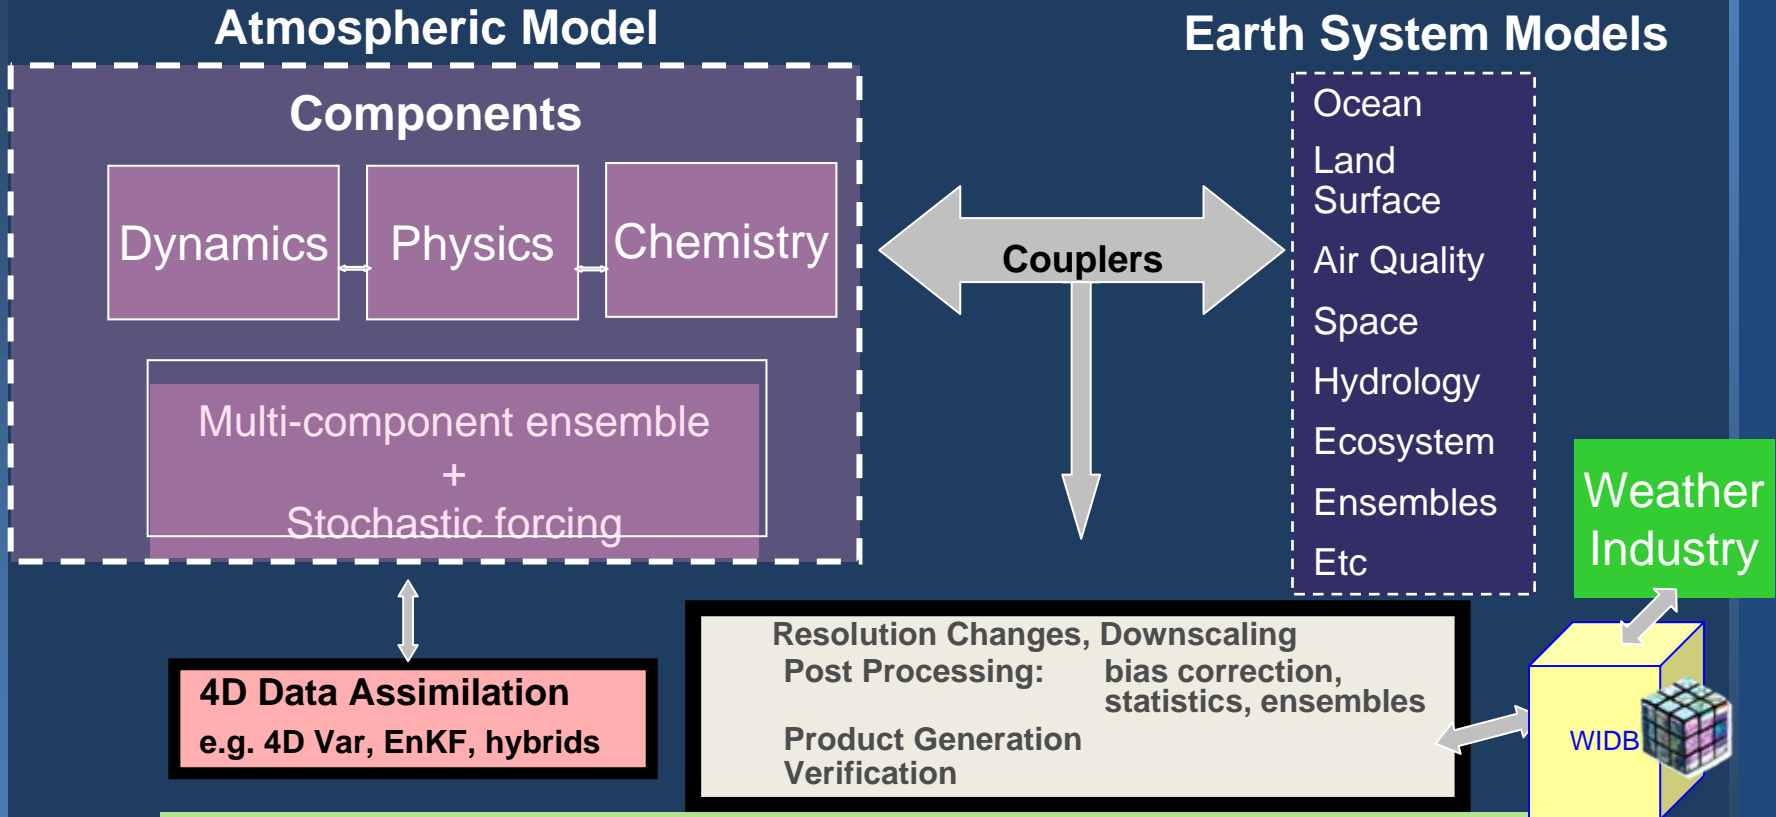 Atmospheric Model
Earth System Models
Components
Dynamics
Physics
Chemistry
Multi-component ensemble
+
Stochastic forcing
Couplers
Ocean
Land
Surface
Air Quality
Space
Hydrology
Ecosystem
Ensembles
Etc
Weather
Industry
4D Data Assimilation
e.g. 4D Var, EnKF, hybrids
Resolution Changes, Downscaling
Post Processing: bias correction,
statistics, ensembles
Product Generation
Verification
WIDB